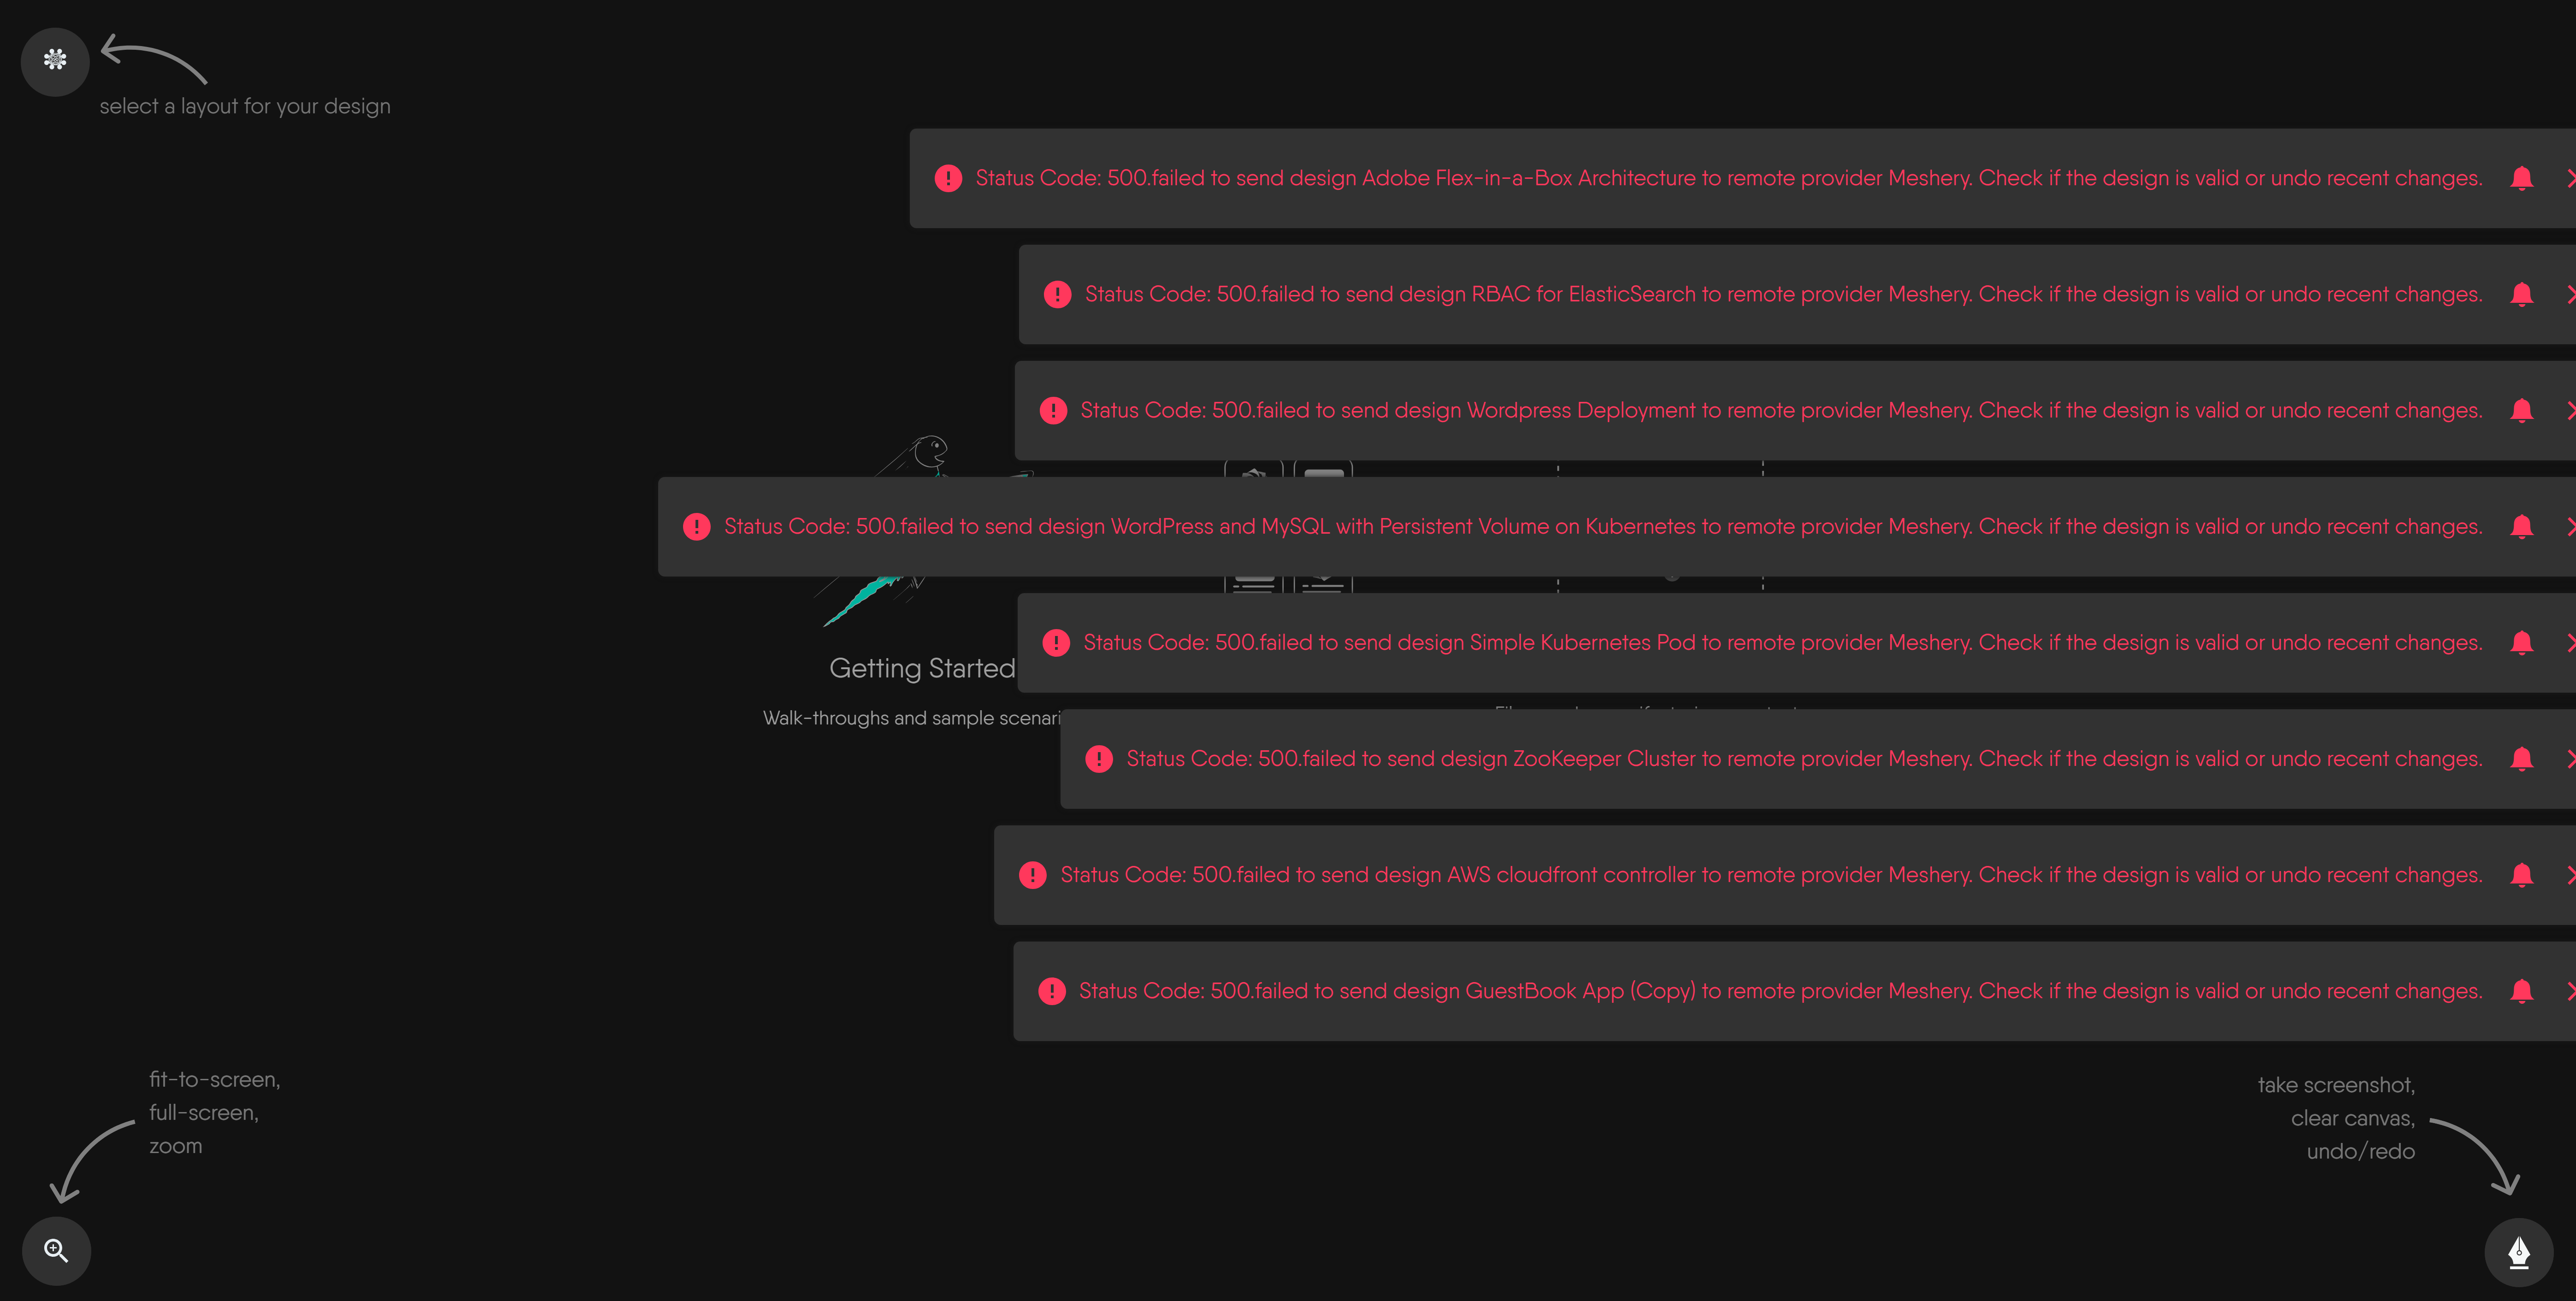 select a layout for your design
Status Code: 500.failed to send design Adobe Flex-in-a-Box Architecture to remote provider Meshery. Check if the design is valid or undo recent changes.
Status Code: 500.failed to send design RBAC for ElasticSearch to remote provider Meshery. Check if the design is valid or undo recent changes.
Status Code: 500.failed to send design Wordpress Deployment to remote provider Meshery. Check if the design is valid or undo recent changes.
Status Code: 500.failed to send design WordPress and MySQL with Persistent Volume on Kubernetes to remote provider Meshery. Check if the design is valid or undo recent changes.
Status Code: 500.failed to send design Simple Kubernetes Pod to remote provider Meshery. Check if the design is valid or undo recent changes.
Getting Started
Walk-throughs and sample scenari
Status Code: 500.failed to send design ZooKeeper Cluster to remote provider Meshery. Check if the design is valid or undo recent changes.
Status Code: 500.failed to send design AWS cloudfront controller to remote provider Meshery. Check if the design is valid or undo recent changes.
Status Code: 500.failed to send design GuestBook App (Copy) to remote provider Meshery. Check if the design is valid or undo recent changes.
fit-to-screen,
full-screen,
zoom
take screenshot,
clear canvas,
undo/redo